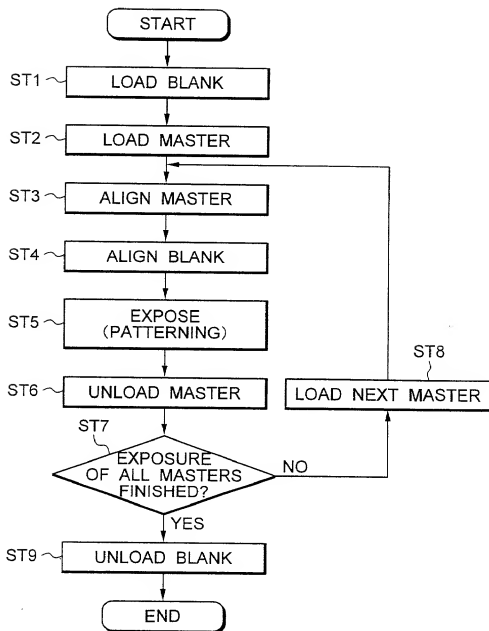 START
ST1 LOAD BLANK
ST2 LOAD MASTER
ST3 ALIGN MASTER
ST4 ALIGN BLANK
ST5 EXPOSE
(PATTERNING)
ST6 UNLOAD MASTER
ST8
LOAD NEXT MASTER
ST7
EXPOSURE
OF ALL MASTERS
FINISHED?
NO
YES
ST9 UNLOAD BLANK
END